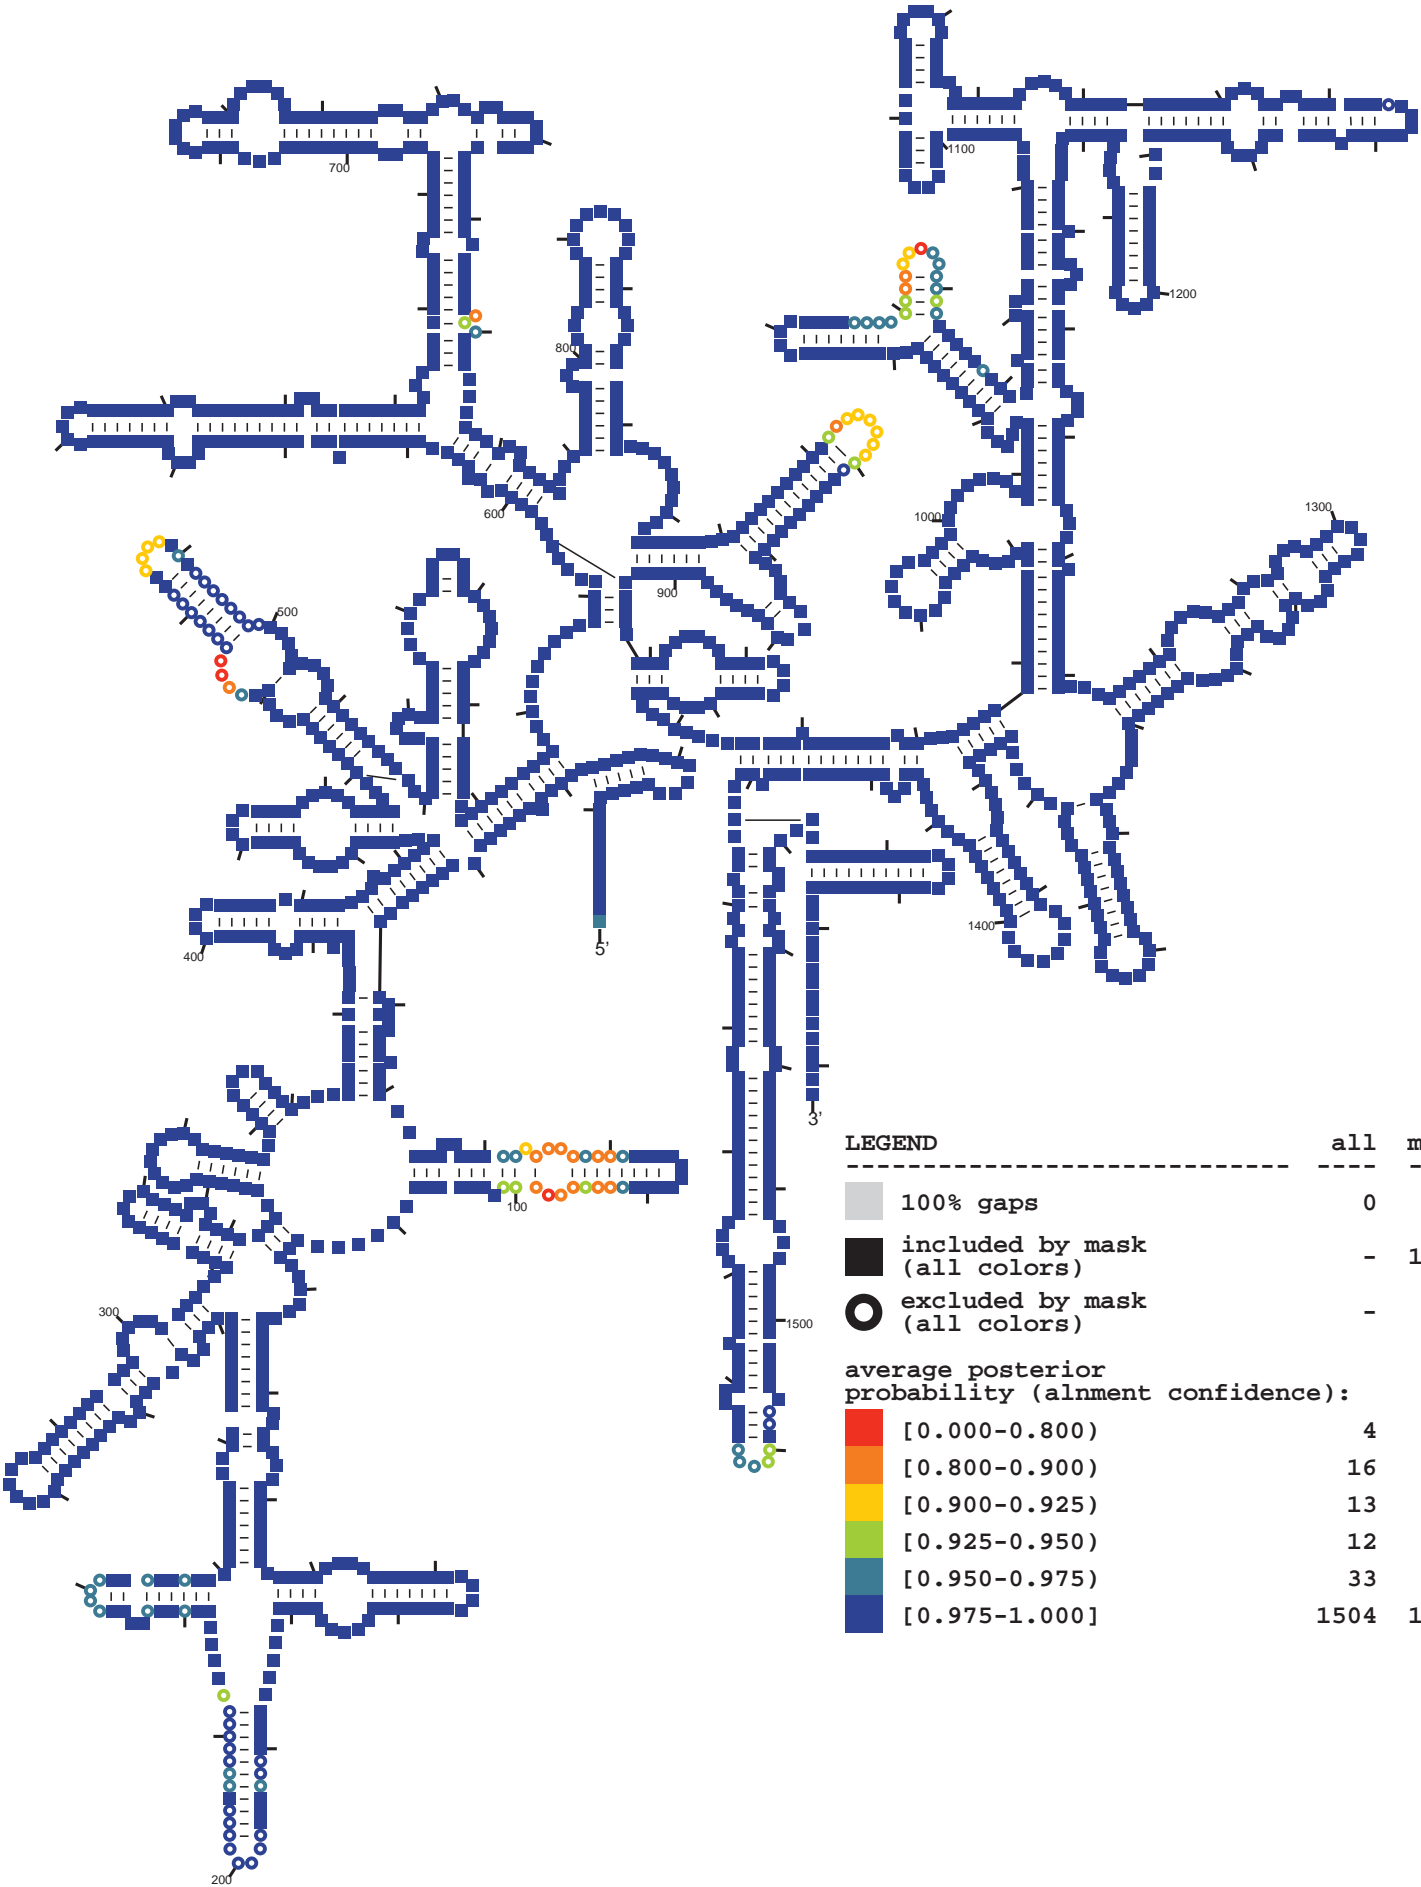 700
1100
1200
800
1000
1300
600
900
500
5’
400
1400
3’
100
300
1500
200
LEGEND all m
100% gaps 0
included by mask
(all colors) - 1
excluded by mask
(all colors) -
average posterior
probability (alnment confidence):
[0.000-0.800) 4
[0.800-0.900) 16
[0.900-0.925) 13
[0.925-0.950) 12
[0.950-0.975) 33
[0.975-1.000] 1504 1